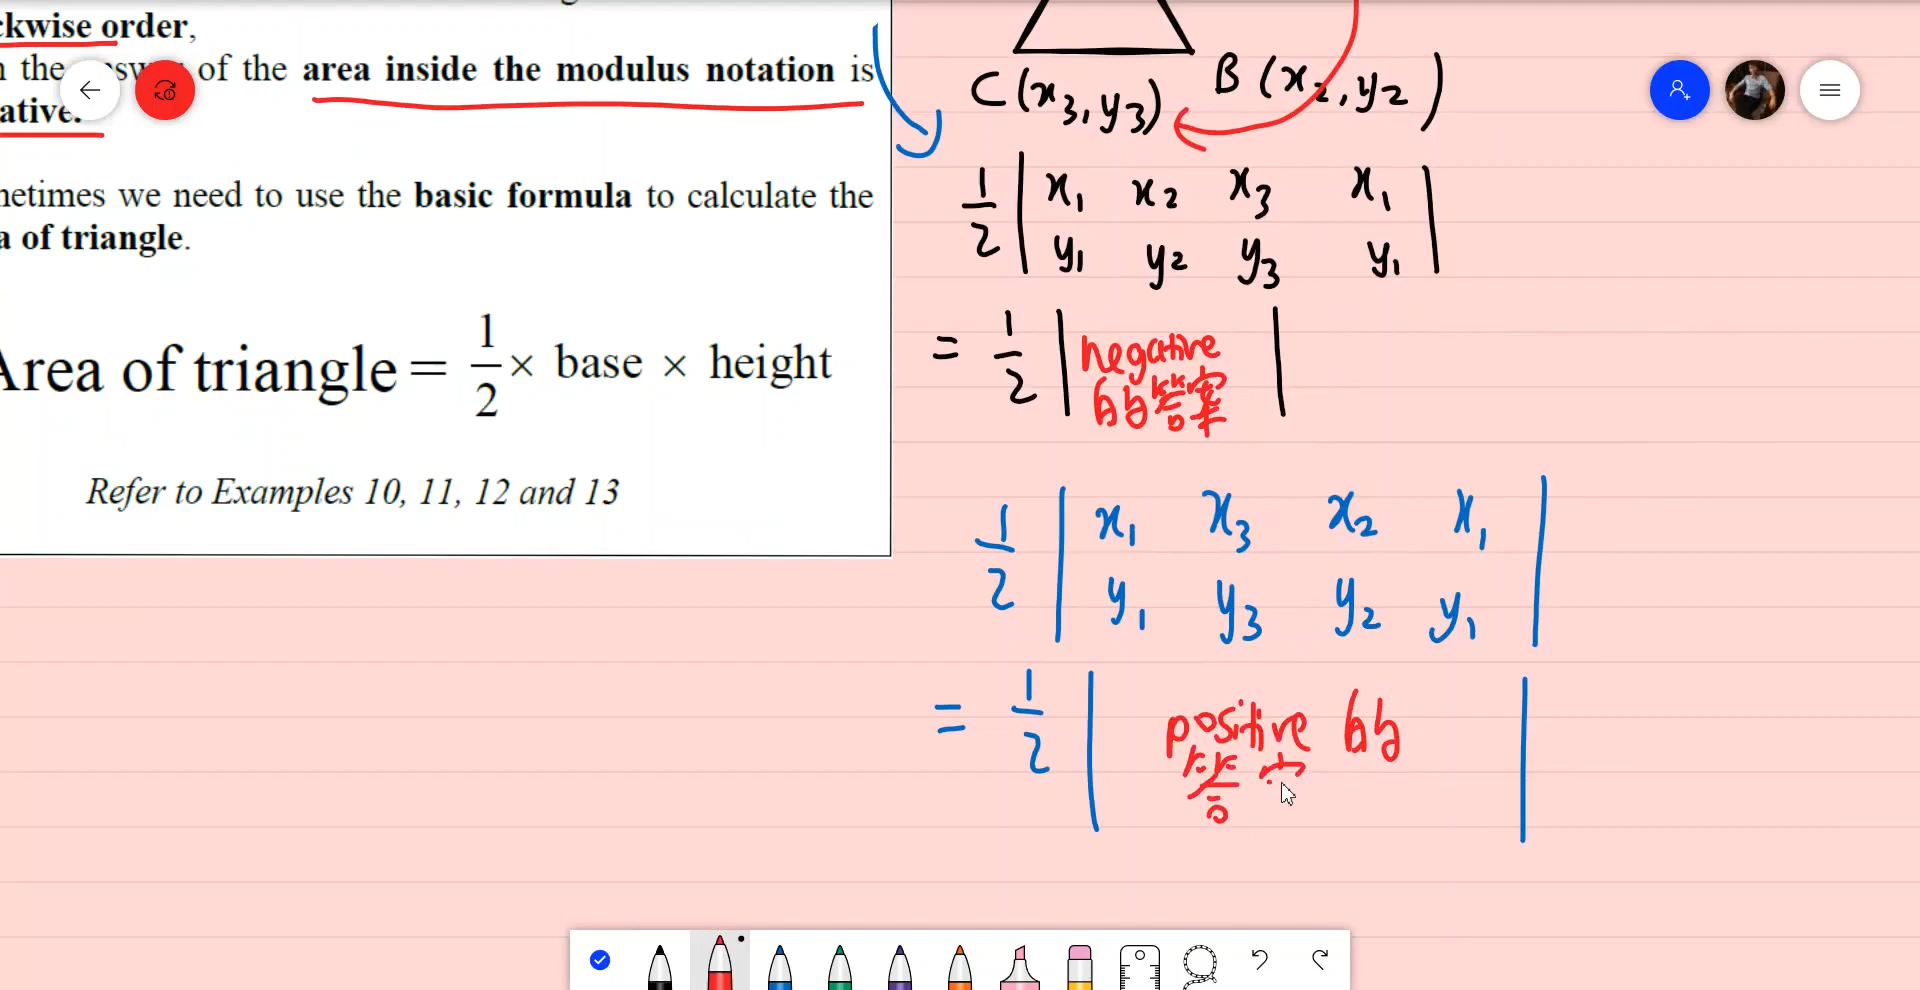 ckwise order,
of the area inside the modulus notation is
ative.
metimes we need to use the basic formula to calculate the
a of triangle.
Area of triangle = 1/2 × base × height
Refer to Examples 10, 11, 12 and 13
C(x₃,y₃) B(x₂,y₂)
1/2 | x₁ x₂ x₃ x₁ |
y₁ y₂ y₃ y₁
= 1/2 | negative |
的答案
1/2 | x₁ x₃ x₂ x₁ |
y₁ y₃ y₂ y₁
= 1/2 | positive 的 |